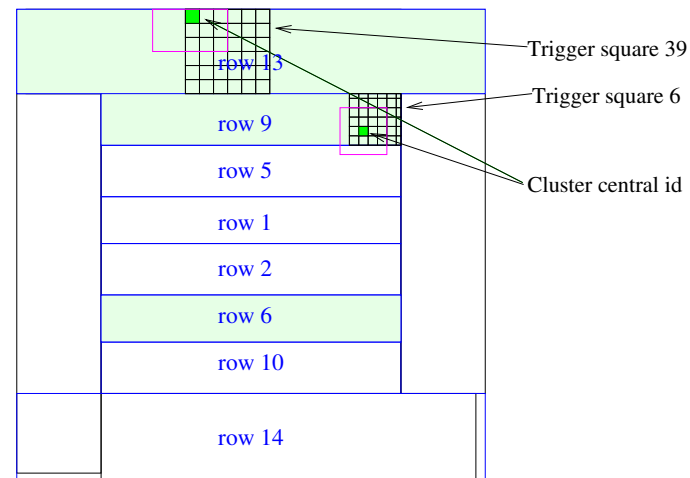 Trigger square 39
row 13
Trigger square 6
row 9
row 5
Cluster central id
row 1
row 2
row 6
row 10
row 14